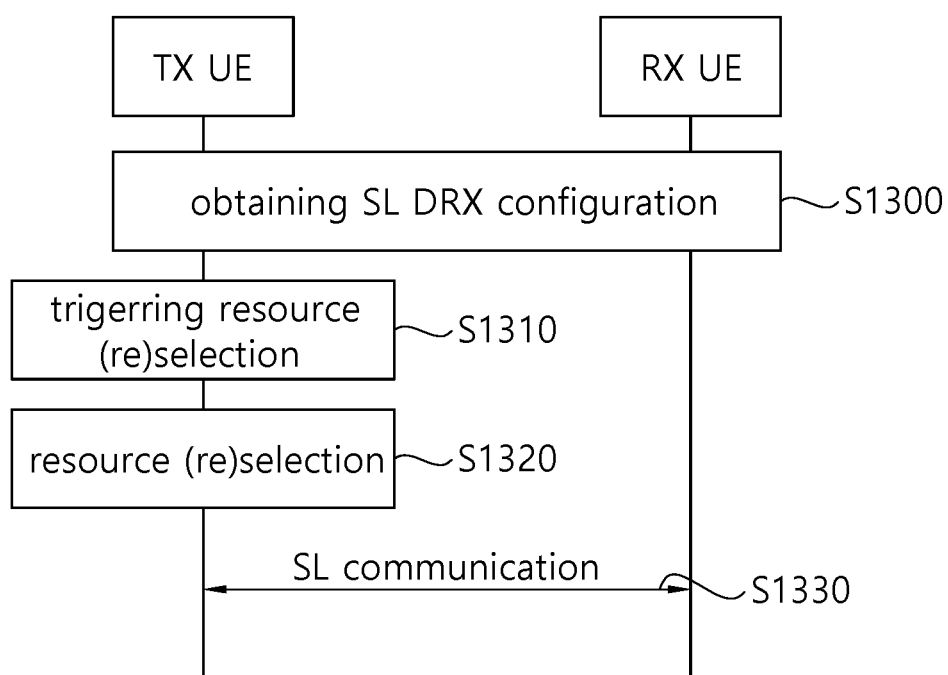 TX UE
RX UE
obtaining SL DRX configuration
S1300
trigerring resource
(re)selection
S1310
resource (re)selection
S1320
SL communication
S1330